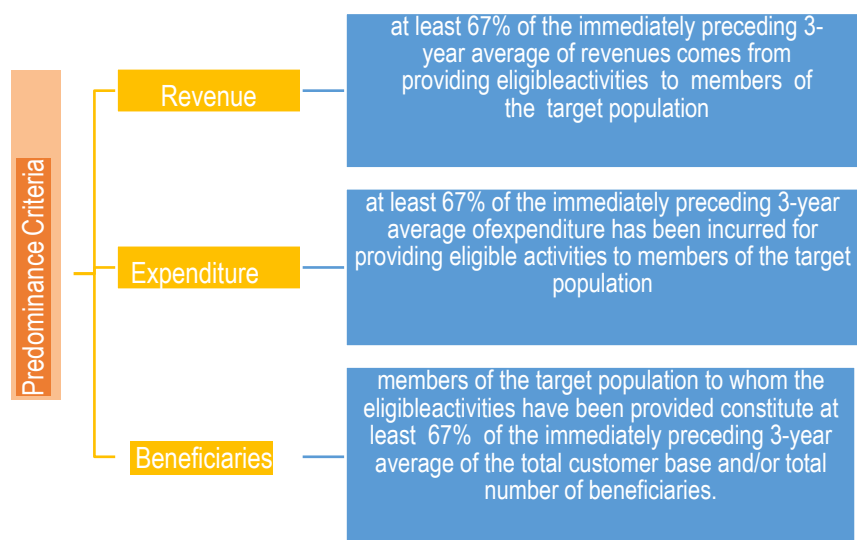 Predominance Criteria
Revenue
at least 67% of the immediately preceding 3-
year average of revenues comes from
providing eligibleactivities to members of
the target population
Expenditure
at least 67% of the immediately preceding 3-year
average ofexpenditure has been incurred for
providing eligible activities to members of the target
population
Beneficiaries
members of the target population to whom the
eligibleactivities have been provided constitute at
least 67% of the immediately preceding 3-year
average of the total customer base and/or total
number of beneficiaries.